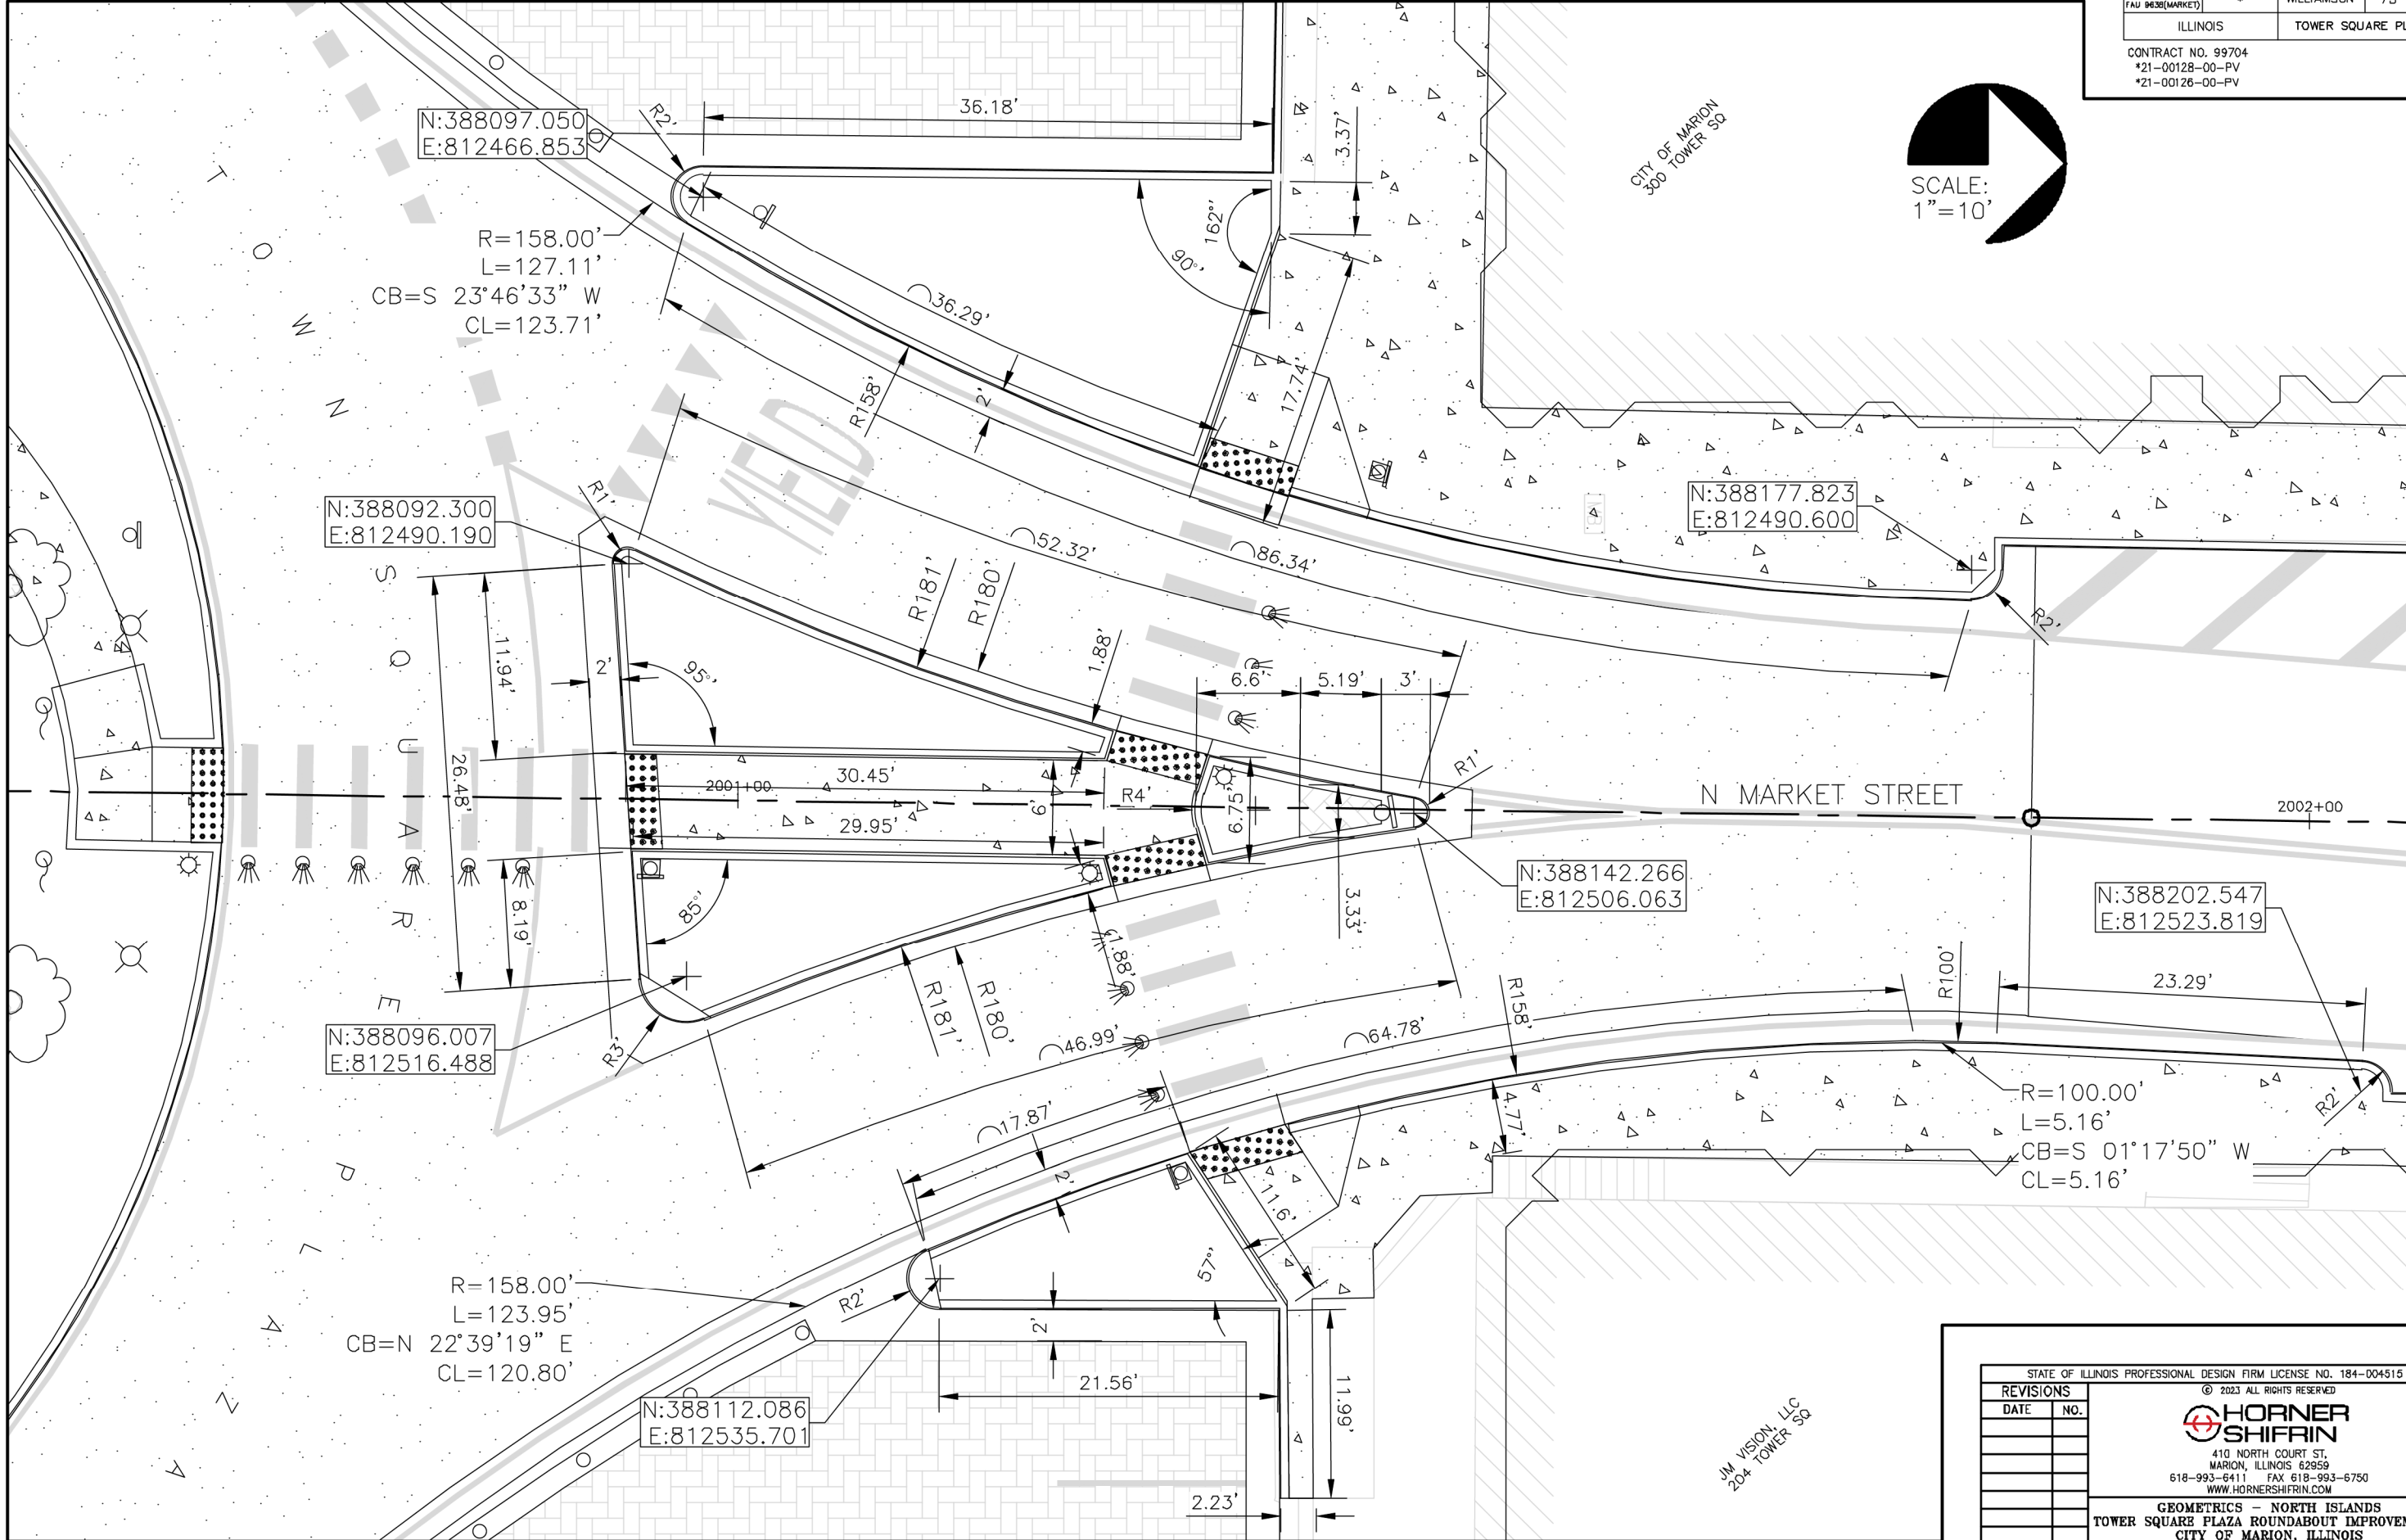 FAU 9638(MARKET)
*
ILLINOIS
TOWER SQUARE
CONTRACT NO. 99704
*21-00128-00-PV
*21-00126-00-PV
SCALE:
1"=10'
CITY OF MARION
300 TOWER SQ
N:388097.050
E:812466.853
R2'
36.18'
3.37'
162°'
90°'
R=158.00'
L=127.11'
CB=S 23°46'33" W
CL=123.71'
36.29'
R158'
2'
17.74'
YIELD
N:388092.300
E:812490.190
R1'
N:388177.823
E:812490.600
R2'
52.32'
86.34'
R181'
R180'
1.88'
11.94'
2'
95°'
26.48'
6.6'
5.19'
3'
R1'
30.45'
2001+00
29.95'
6'
R4'
6.75'
3.33'
N MARKET STREET
2002+00
N:388142.266
E:812506.063
N:388202.547
E:812523.819
8.19'
85°'
1.88'
R181'
R180'
N:388096.007
E:812516.488
R3'
46.99'
64.78'
R158'
R100'
23.29'
17.87'
2'
4.77'
R=100.00'
L=5.16'
CB=S 01°17'50" W
CL=5.16'
R2'
11.6'
57°'
R=158.00'
L=123.95'
CB=N 22°39'19" E
CL=120.80'
R2'
2'
21.56'
11.99'
2.23'
N:388112.086
E:812535.701
TOWN SQUARE PLAZA
JM VISION, LLC
204 TOWER SQ
STATE OF ILLINOIS PROFESSIONAL DESIGN FIRM LICENSE NO. 184-004515
REVISIONS
DATE NO.
© 2023 ALL RIGHTS RESERVED
HORNER
SHIFRIN
410 NORTH COURT ST,
MARION, ILLINOIS 62959
618-993-6411 FAX 618-993-6750
WWW.HORNERSHIFRIN.COM
GEOMETRICS - NORTH ISLANDS
TOWER SQUARE PLAZA ROUNDABOUT
CITY OF MARION, ILLINOIS